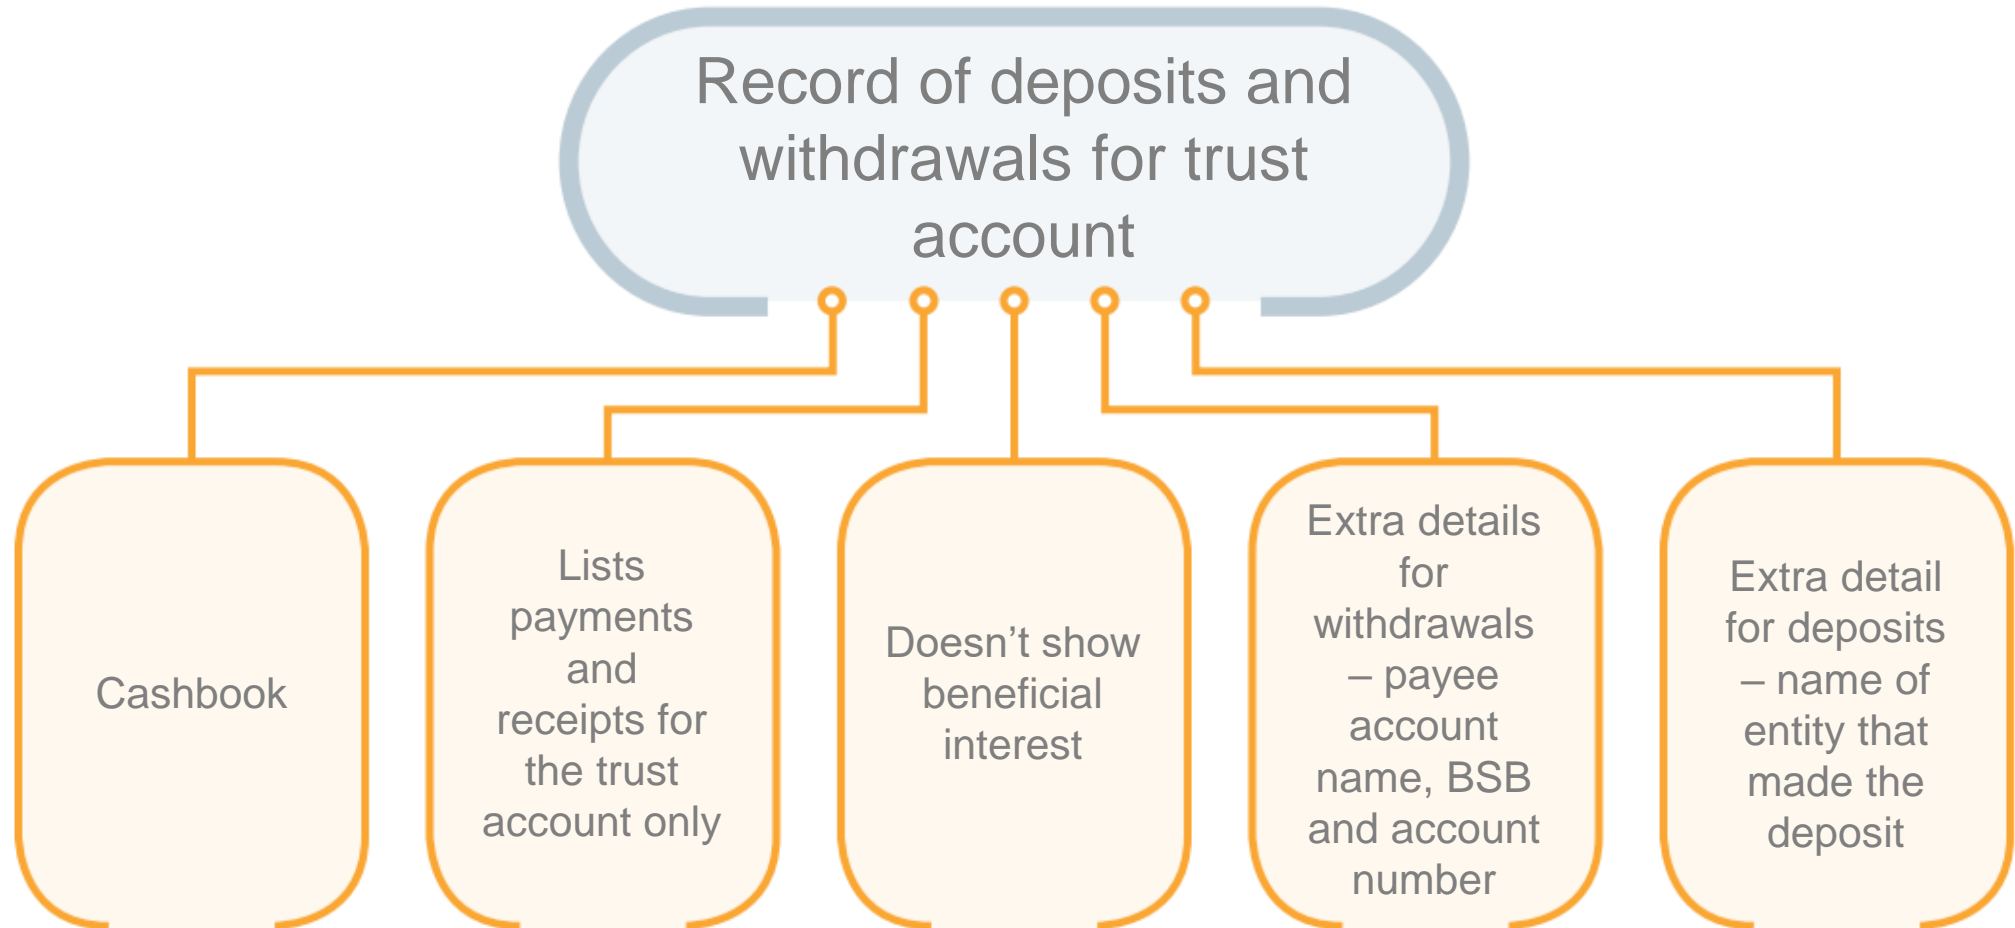 Record of deposits and
withdrawals for trust
account
Cashbook
Lists
payments
and
receipts for
the trust
account only
Doesn’t show
beneficial
interest
Extra details
for
withdrawals
– payee
account
name, BSB
and account
number
Extra detail
for deposits
– name of
entity that
made the
deposit